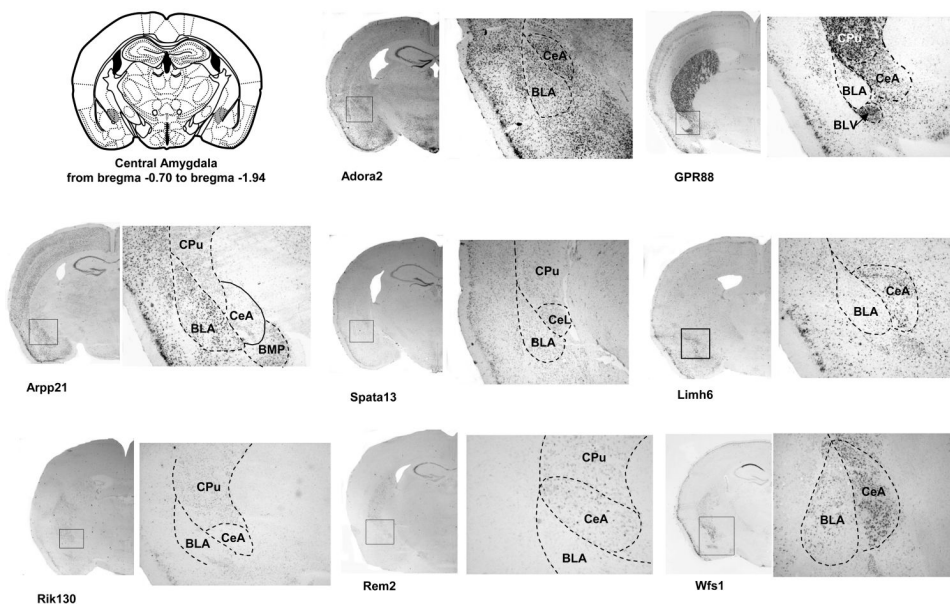 Central Amygdala
from bregma -0.70 to bregma -1.94
CeA
BLA
Adora2
CPu
CeA
BLA
BLV
GPR88
CPu
CeA
BLA
BMP
Arpp21
CPu
CeL
BLA
Spata13
CeA
BLA
Limh6
CPu
BLA
CeA
Rik130
CPu
CeA
BLA
Rem2
CeA
BLA
Wfs1